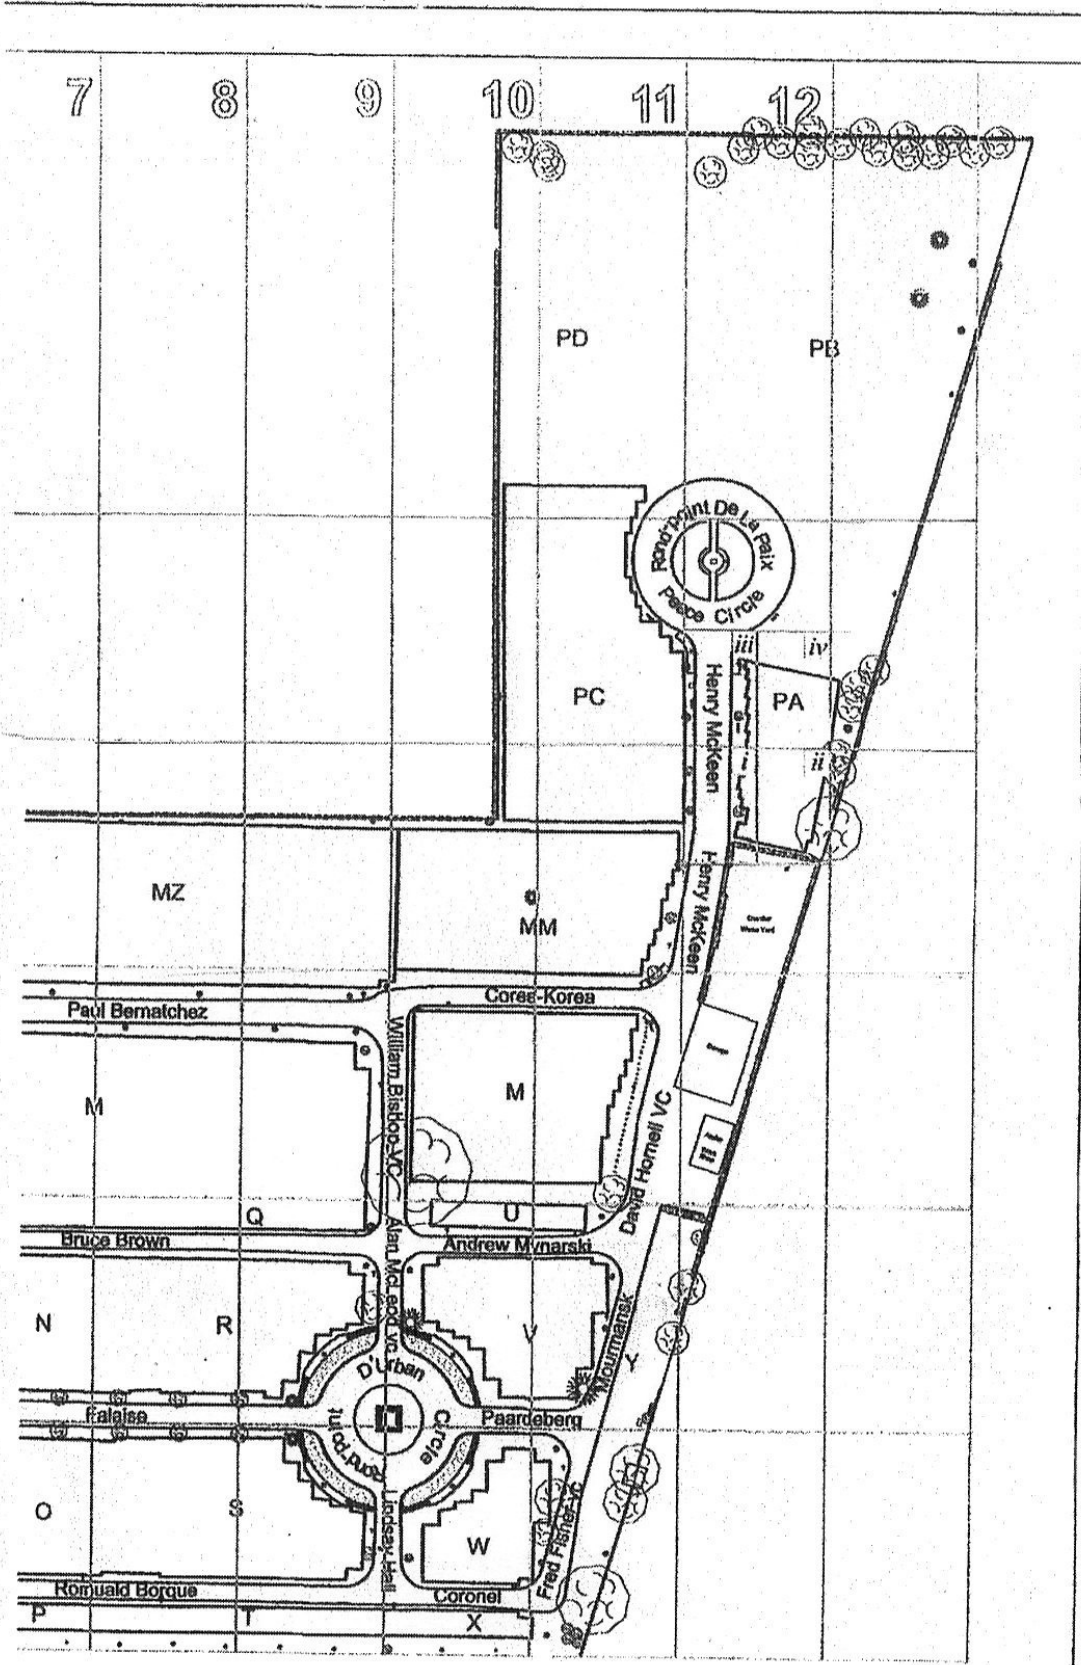 7 8 9 10 11 12
PD
PB
Rond-point De La Paix
Peace Circle
iii
iv
PC
PA
Henry McKeen
ii
Henry McKeen
MZ
MM
Coree-Korea
Paul Bernatchez
William Bishop VC
M
M
David Hornell VC
Q
U
Bruce Brown
Alan McLeod vc
Andrew Mynarski
N
R
V
Mourmansk
Y
D'Urban
Circle
Rond-point
Falaise
Paardeberg
O
S
Lindsay Hall
W
Fred Fisher vc
Romuald Borque
Coronel
P
T
X